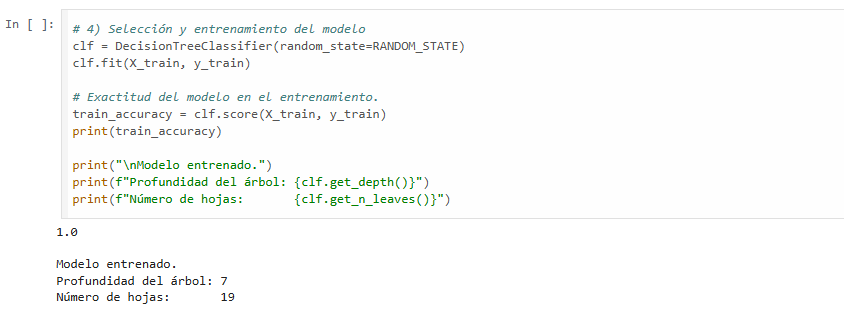 In [ ]:
# 4) Selección y entrenamiento del modelo
clf = DecisionTreeClassifier(random_state=RANDOM_STATE)
clf.fit(X_train, y_train)
# Exactitud del modelo en el entrenamiento.
train_accuracy = clf.score(X_train, y_train)
print(train_accuracy)
print("\nModelo entrenado.")
print(f"Profundidad del árbol: {clf.get_depth()}")
print(f"Número de hojas:       {clf.get_n_leaves()}")
1.0
Modelo entrenado.
Profundidad del árbol: 7
Número de hojas:       19